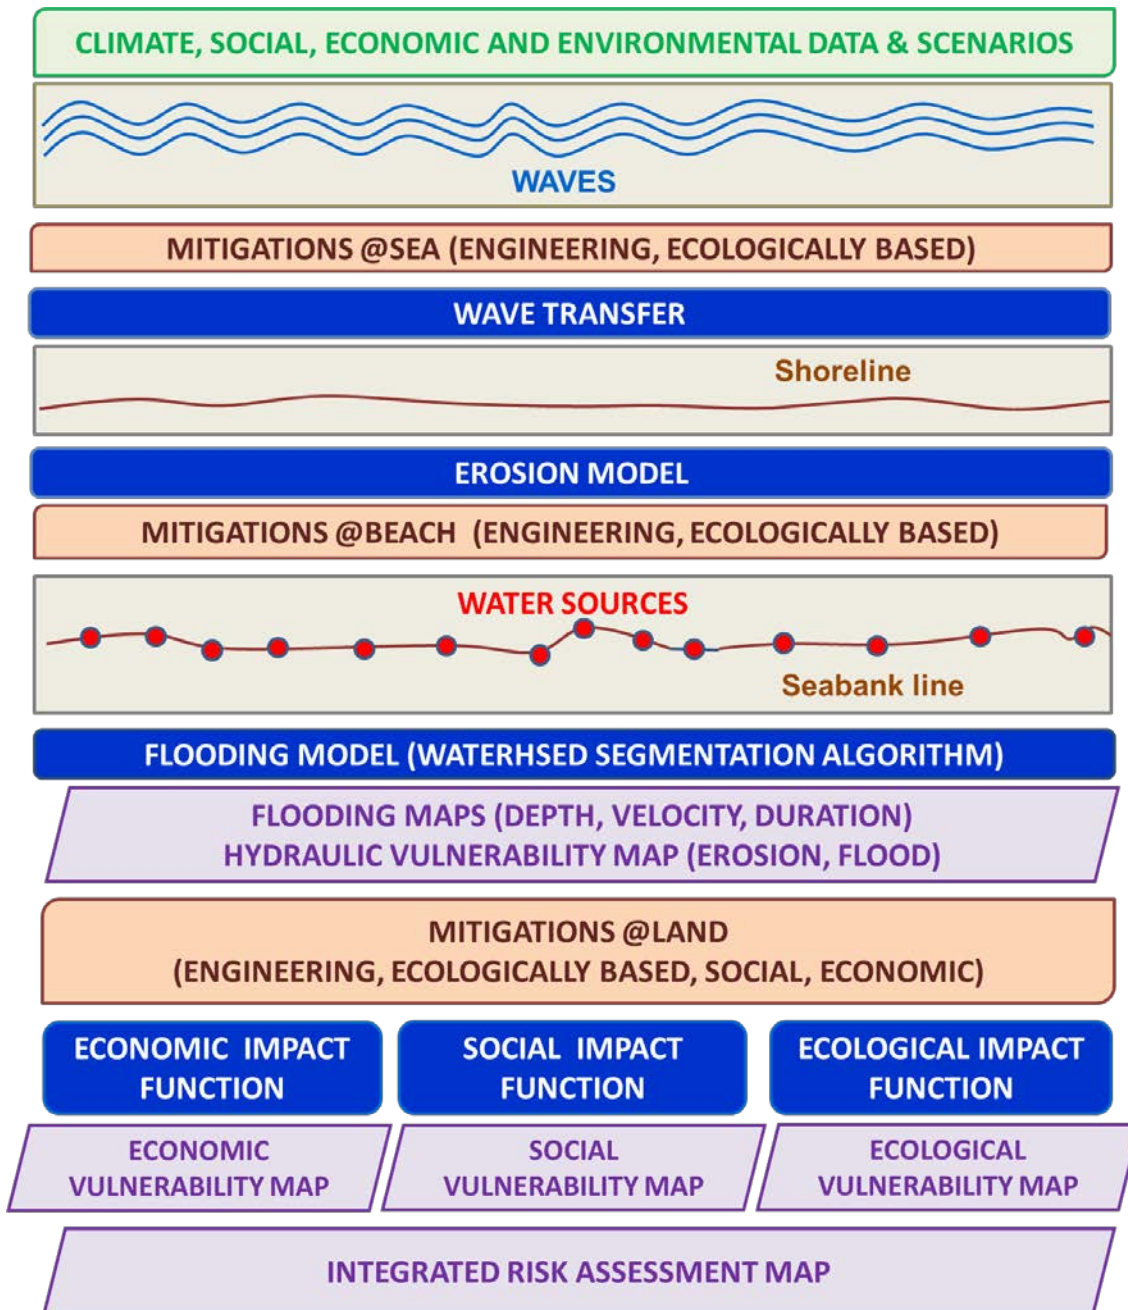 CLIMATE, SOCIAL, ECONOMIC AND ENVIRONMENTAL DATA & SCENARIOS
WAVES
MITIGATIONS @SEA (ENGINEERING, ECOLOGICALLY BASED)
WAVE TRANSFER
Shoreline
EROSION MODEL
MITIGATIONS @BEACH (ENGINEERING, ECOLOGICALLY BASED)
WATER SOURCES
Seabank line
FLOODING MODEL (WATERHSED SEGMENTATION ALGORITHM)
FLOODING MAPS (DEPTH, VELOCITY, DURATION)
HYDRAULIC VULNERABILITY MAP (EROSION, FLOOD)
MITIGATIONS @LAND
(ENGINEERING, ECOLOGICALLY BASED, SOCIAL, ECONOMIC)
ECONOMIC IMPACT
FUNCTION
SOCIAL IMPACT
FUNCTION
ECOLOGICAL IMPACT
FUNCTION
ECONOMIC
VULNERABILITY MAP
SOCIAL
VULNERABILITY MAP
ECOLOGICAL
VULNERABILITY MAP
INTEGRATED RISK ASSESSMENT MAP